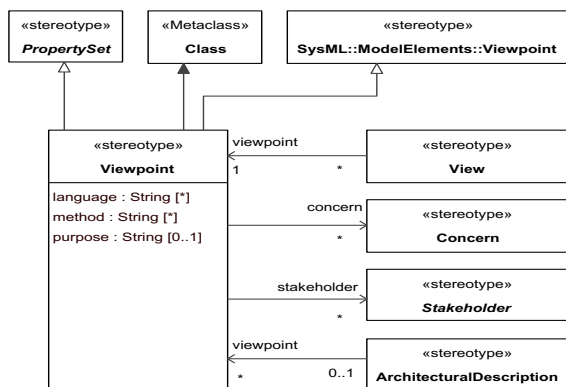 «stereotype»
PropertySet
«Metaclass»
Class
«stereotype»
SysML::ModelElements::Viewpoint
«stereotype»
Viewpoint
language : String [*]
method : String [*]
purpose : String [0..1]
viewpoint
1
*
«stereotype»
View
concern
*
«stereotype»
Concern
stakeholder
*
«stereotype»
Stakeholder
viewpoint
*
0..1
«stereotype»
ArchitecturalDescription